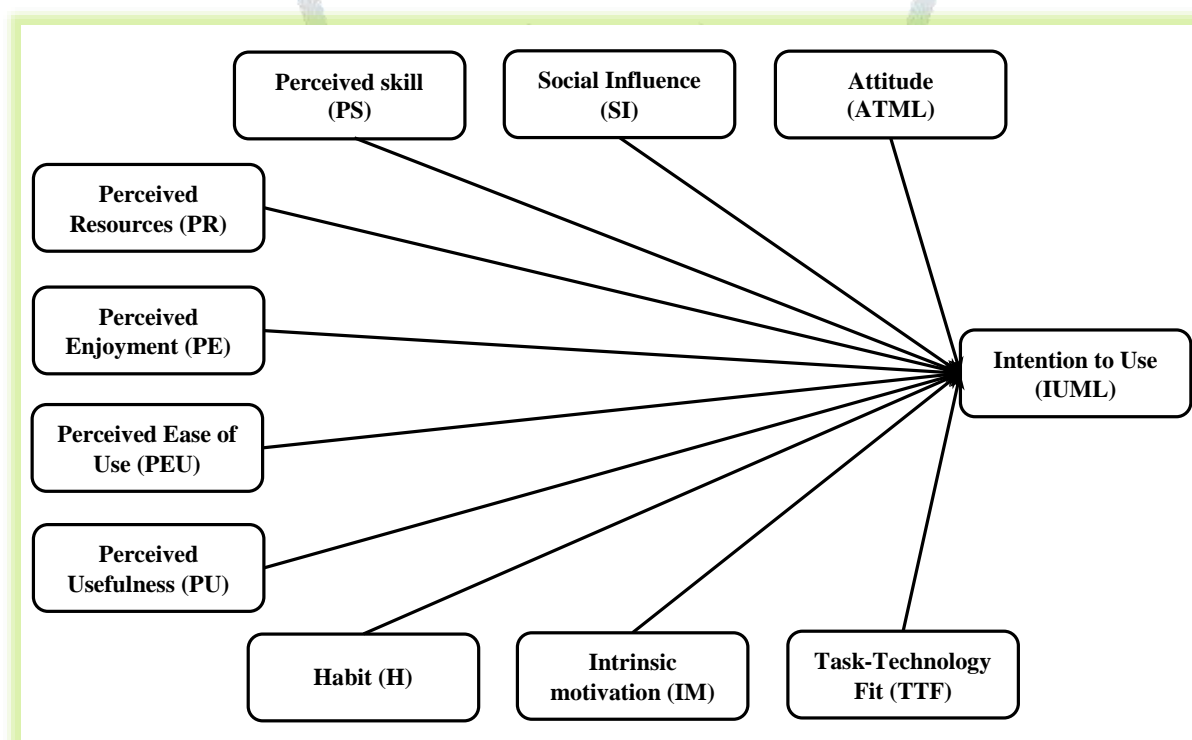 Perceived skill
(PS)
Social Influence
(SI)
Attitude
(ATML)
Perceived
Resources (PR)
Perceived
Enjoyment (PE)
Intention to Use
(IUML)
Perceived Ease of
Use (PEU)
Perceived
Usefulness (PU)
Habit (H)
Intrinsic
motivation (IM)
Task-Technology
Fit (TTF)